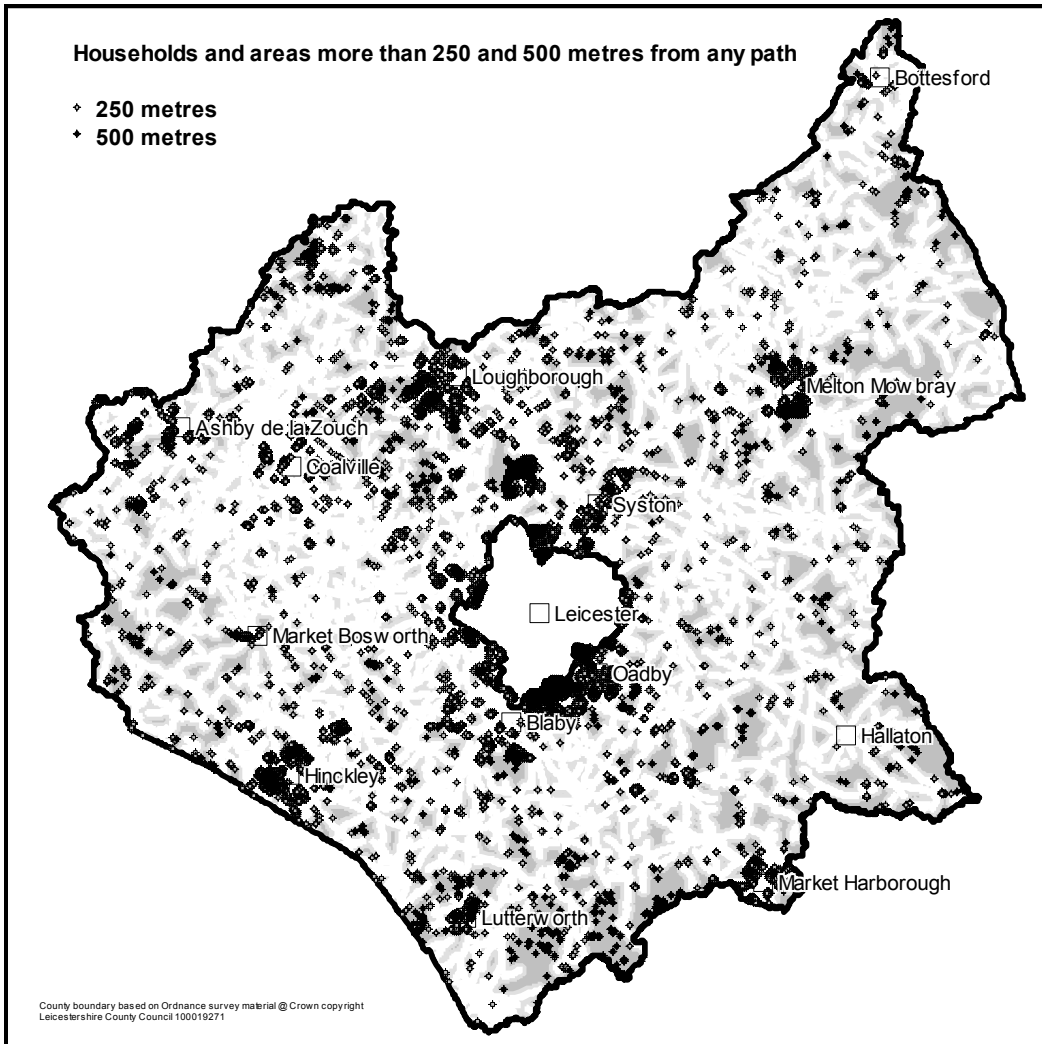 Households and areas more than 250 and 500 metres from any path
250 metres
500 metres
Bottesford
Loughborough
Melton Mowbray
Ashby de la Zouch
Coalville
Syston
Leicester
Market Bosworth
Oadby
Blaby
Hallaton
Hinckley
Market Harborough
Lutterworth
County boundary based on Ordnance survey material @ Crown copyright
Leicestershire County Council 100019271